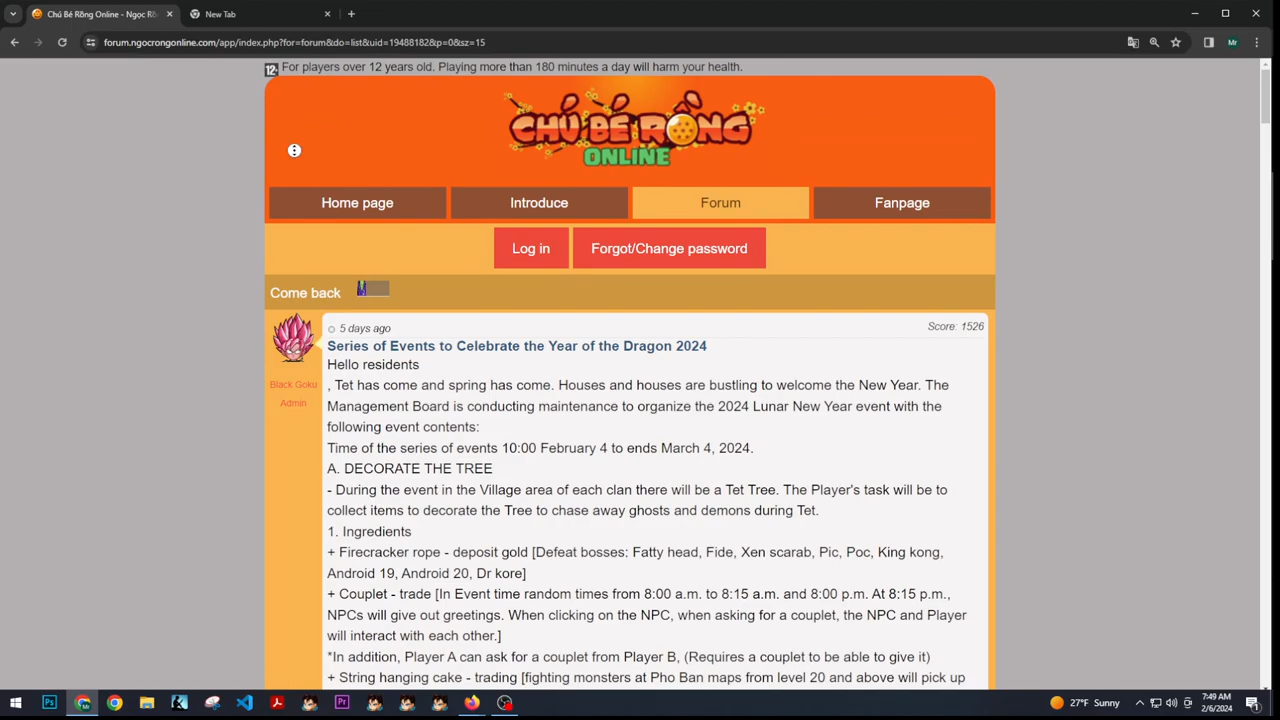 Chú Bé Rồng Online - Ngọc Rồ
New Tab
forum.ngocrongonline.com/app/index.php?for=forum&do=list&uid=19488182&p=0&sz=15
Mr
12+
For players over 12 years old. Playing more than 180 minutes a day will harm your health.
CHÚ BÉ RỒNG
ONLINE
Home page
Introduce
Forum
Fanpage
Log in
Forgot/Change password
Come back
5 days ago
Score: 1526
Series of Events to Celebrate the Year of the Dragon 2024
Black Goku
Admin
Hello residents
, Tet has come and spring has come. Houses and houses are bustling to welcome the New Year. The
Management Board is conducting maintenance to organize the 2024 Lunar New Year event with the
following event contents:
Time of the series of events 10:00 February 4 to ends March 4, 2024.
A. DECORATE THE TREE
- During the event in the Village area of each clan there will be a Tet Tree. The Player's task will be to
collect items to decorate the Tree to chase away ghosts and demons during Tet.
1. Ingredients
+ Firecracker rope - deposit gold [Defeat bosses: Fatty head, Fide, Xen scarab, Pic, Poc, King kong,
Android 19, Android 20, Dr kore]
+ Couplet - trade [In Event time random times from 8:00 a.m. to 8:15 a.m. and 8:00 p.m. At 8:15 p.m.,
NPCs will give out greetings. When clicking on the NPC, when asking for a couplet, the NPC and Player
will interact with each other.]
*In addition, Player A can ask for a couplet from Player B, (Requires a couplet to be able to give it)
+ String hanging cake - trading [fighting monsters at Pho Ban maps from level 20 and above will pick up
Ps
Pr
27°F Sunny
7:49 AM
2/6/2024